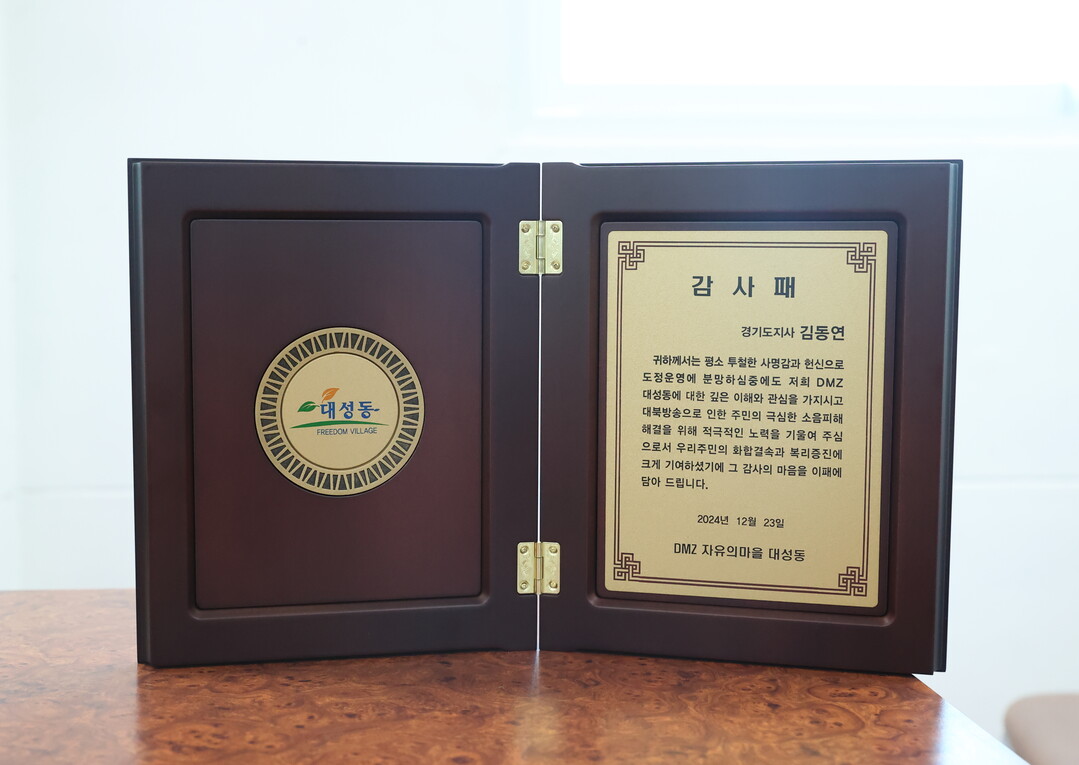 대성동
FREEDOM VILLAGE
감 사 패
경기도지사 김동연
귀하께서는 평소 투철한 사명감과 헌신으로
도정운영에 분망하심중에도 저희 DMZ
대성동에 대한 깊은 이해와 관심을 가지시고
대북방송으로 인한 주민의 극심한 소음피해
해결을 위해 적극적인 노력을 기울여 주심
으로서 우리주민의 화합결속과 복리증진에
크게 기여하셨기에 그 감사의 마음을 이패에
담아 드립니다.
2024년 12월 23일
DMZ 자유의마을 대성동